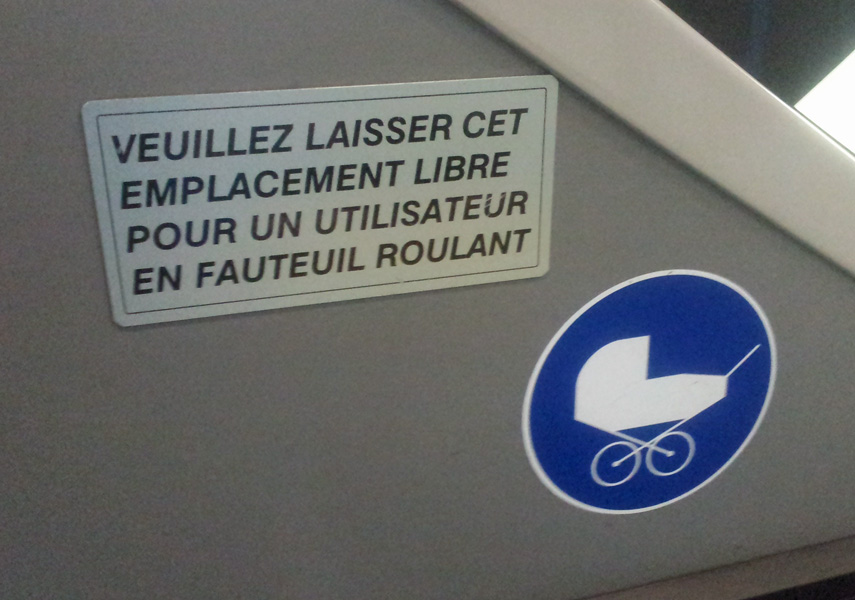 VEUILLEZ LAISSER CET
EMPLACEMENT LIBRE
POUR UN UTILISATEUR
EN FAUTEUIL ROULANT